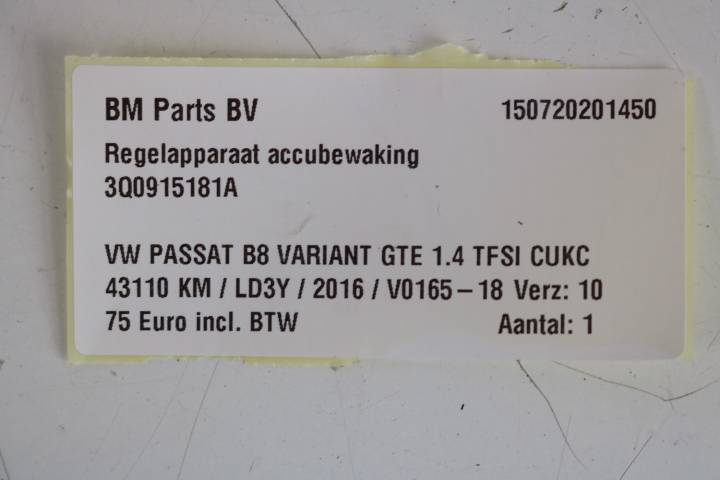 BM Parts BV 150720201450
Regelapparaat accubewaking
3Q0915181A
VW PASSAT B8 VARIANT GTE 1.4 TFSI CUKC
43110 KM / LD3Y / 2016 / V0165-18 Verz: 10
75 Euro incl. BTW Aantal: 1